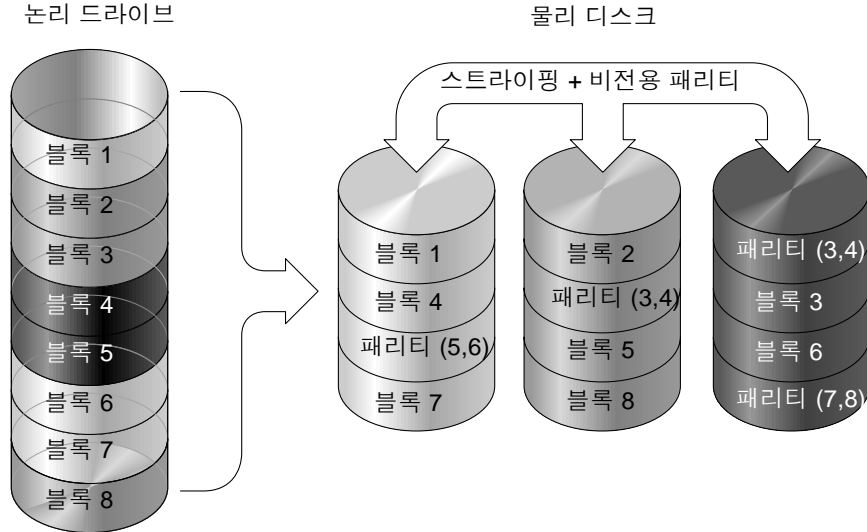 논리 드라이브
블록 1
블록 2
블록 3
블록 4
블록 5
블록 6
블록 7
블록 8
물리 디스크
스트라이핑 + 비전용 패리티
블록 1
블록 4
패리티 (5,6)
블록 7
블록 2
패리티 (3,4)
블록 5
블록 8
패리티 (3,4)
블록 3
블록 6
패리티 (7,8)